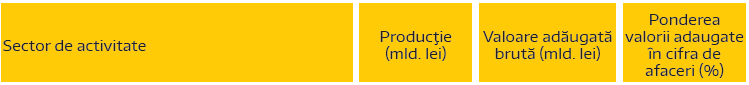 Sector de activitate
Producţie
(mld. lei)
Valoare adăugată
brută (mld. lei)
Ponderea
valorii adaugate
în cifra de
afaceri (%)